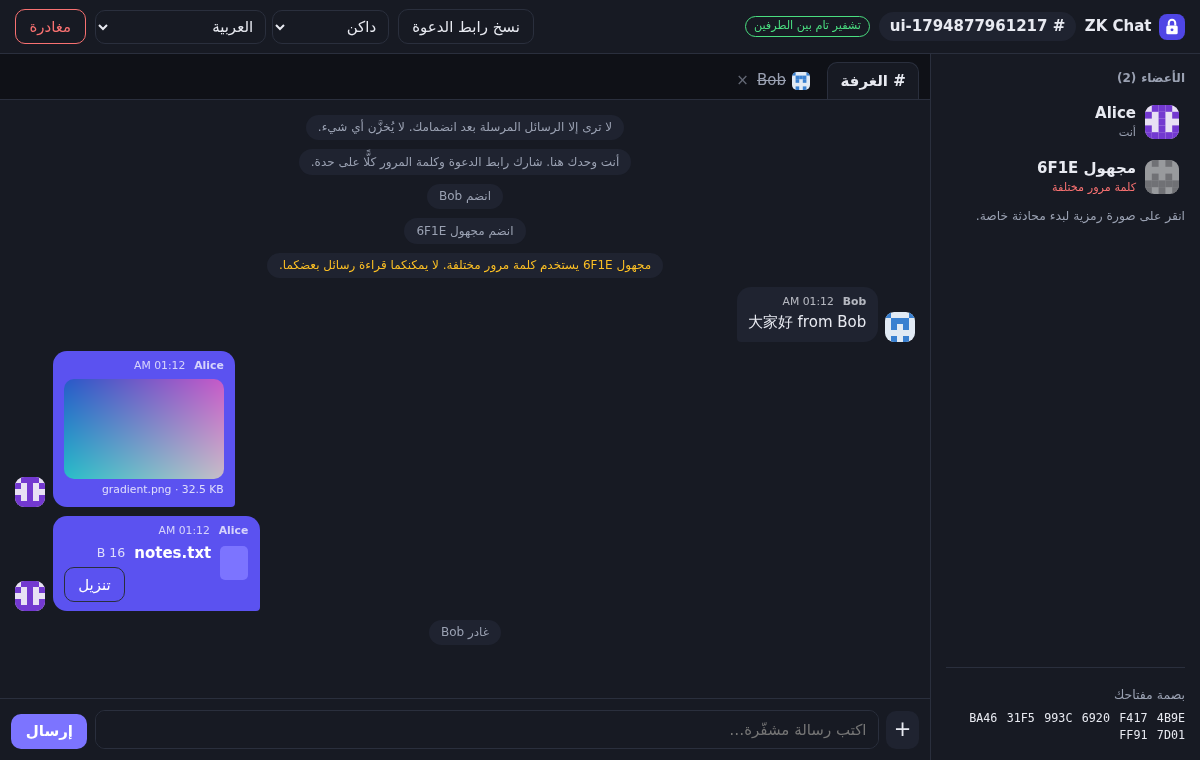 ZK Chat
# ui-1794877961217
تشفير تام بين الطرفين
نسخ رابط الدعوة
داكن
العربية
مغادرة
الأعضاء (2)
Alice
أنت
مجهول 6F1E
كلمة مرور مختلفة
انقر على صورة رمزية لبدء محادثة خاصة.
بصمة مفتاحك
BA46 31F5 993C 6920 F417 4B9E
FF91 7D01
# الغرفة
Bob ×
لا ترى إلا الرسائل المرسلة بعد انضمامك. لا يُخزَّن أي شيء.
أنت وحدك هنا. شارك رابط الدعوة وكلمة المرور كلًّا على حدة.
انضم Bob
انضم مجهول 6F1E
مجهول 6F1E يستخدم كلمة مرور مختلفة. لا يمكنكما قراءة رسائل بعضكما.
Bob 01:12 AM
大家好 from Bob
Alice 01:12 AM
gradient.png · 32.5 KB
Alice 01:12 AM
notes.txt 16 B
تنزيل
غادر Bob
+
اكتب رسالة مشفّرة…
إرسال